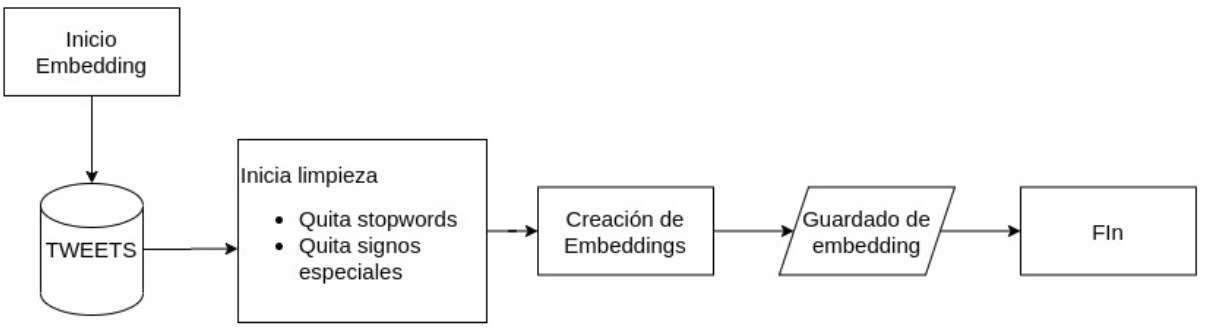 Inicio
Embedding
TWEETS
Inicia limpieza
• Quita stopwords
• Quita signos
especiales
Creación de
Embeddings
Guardado de
embedding
FIn